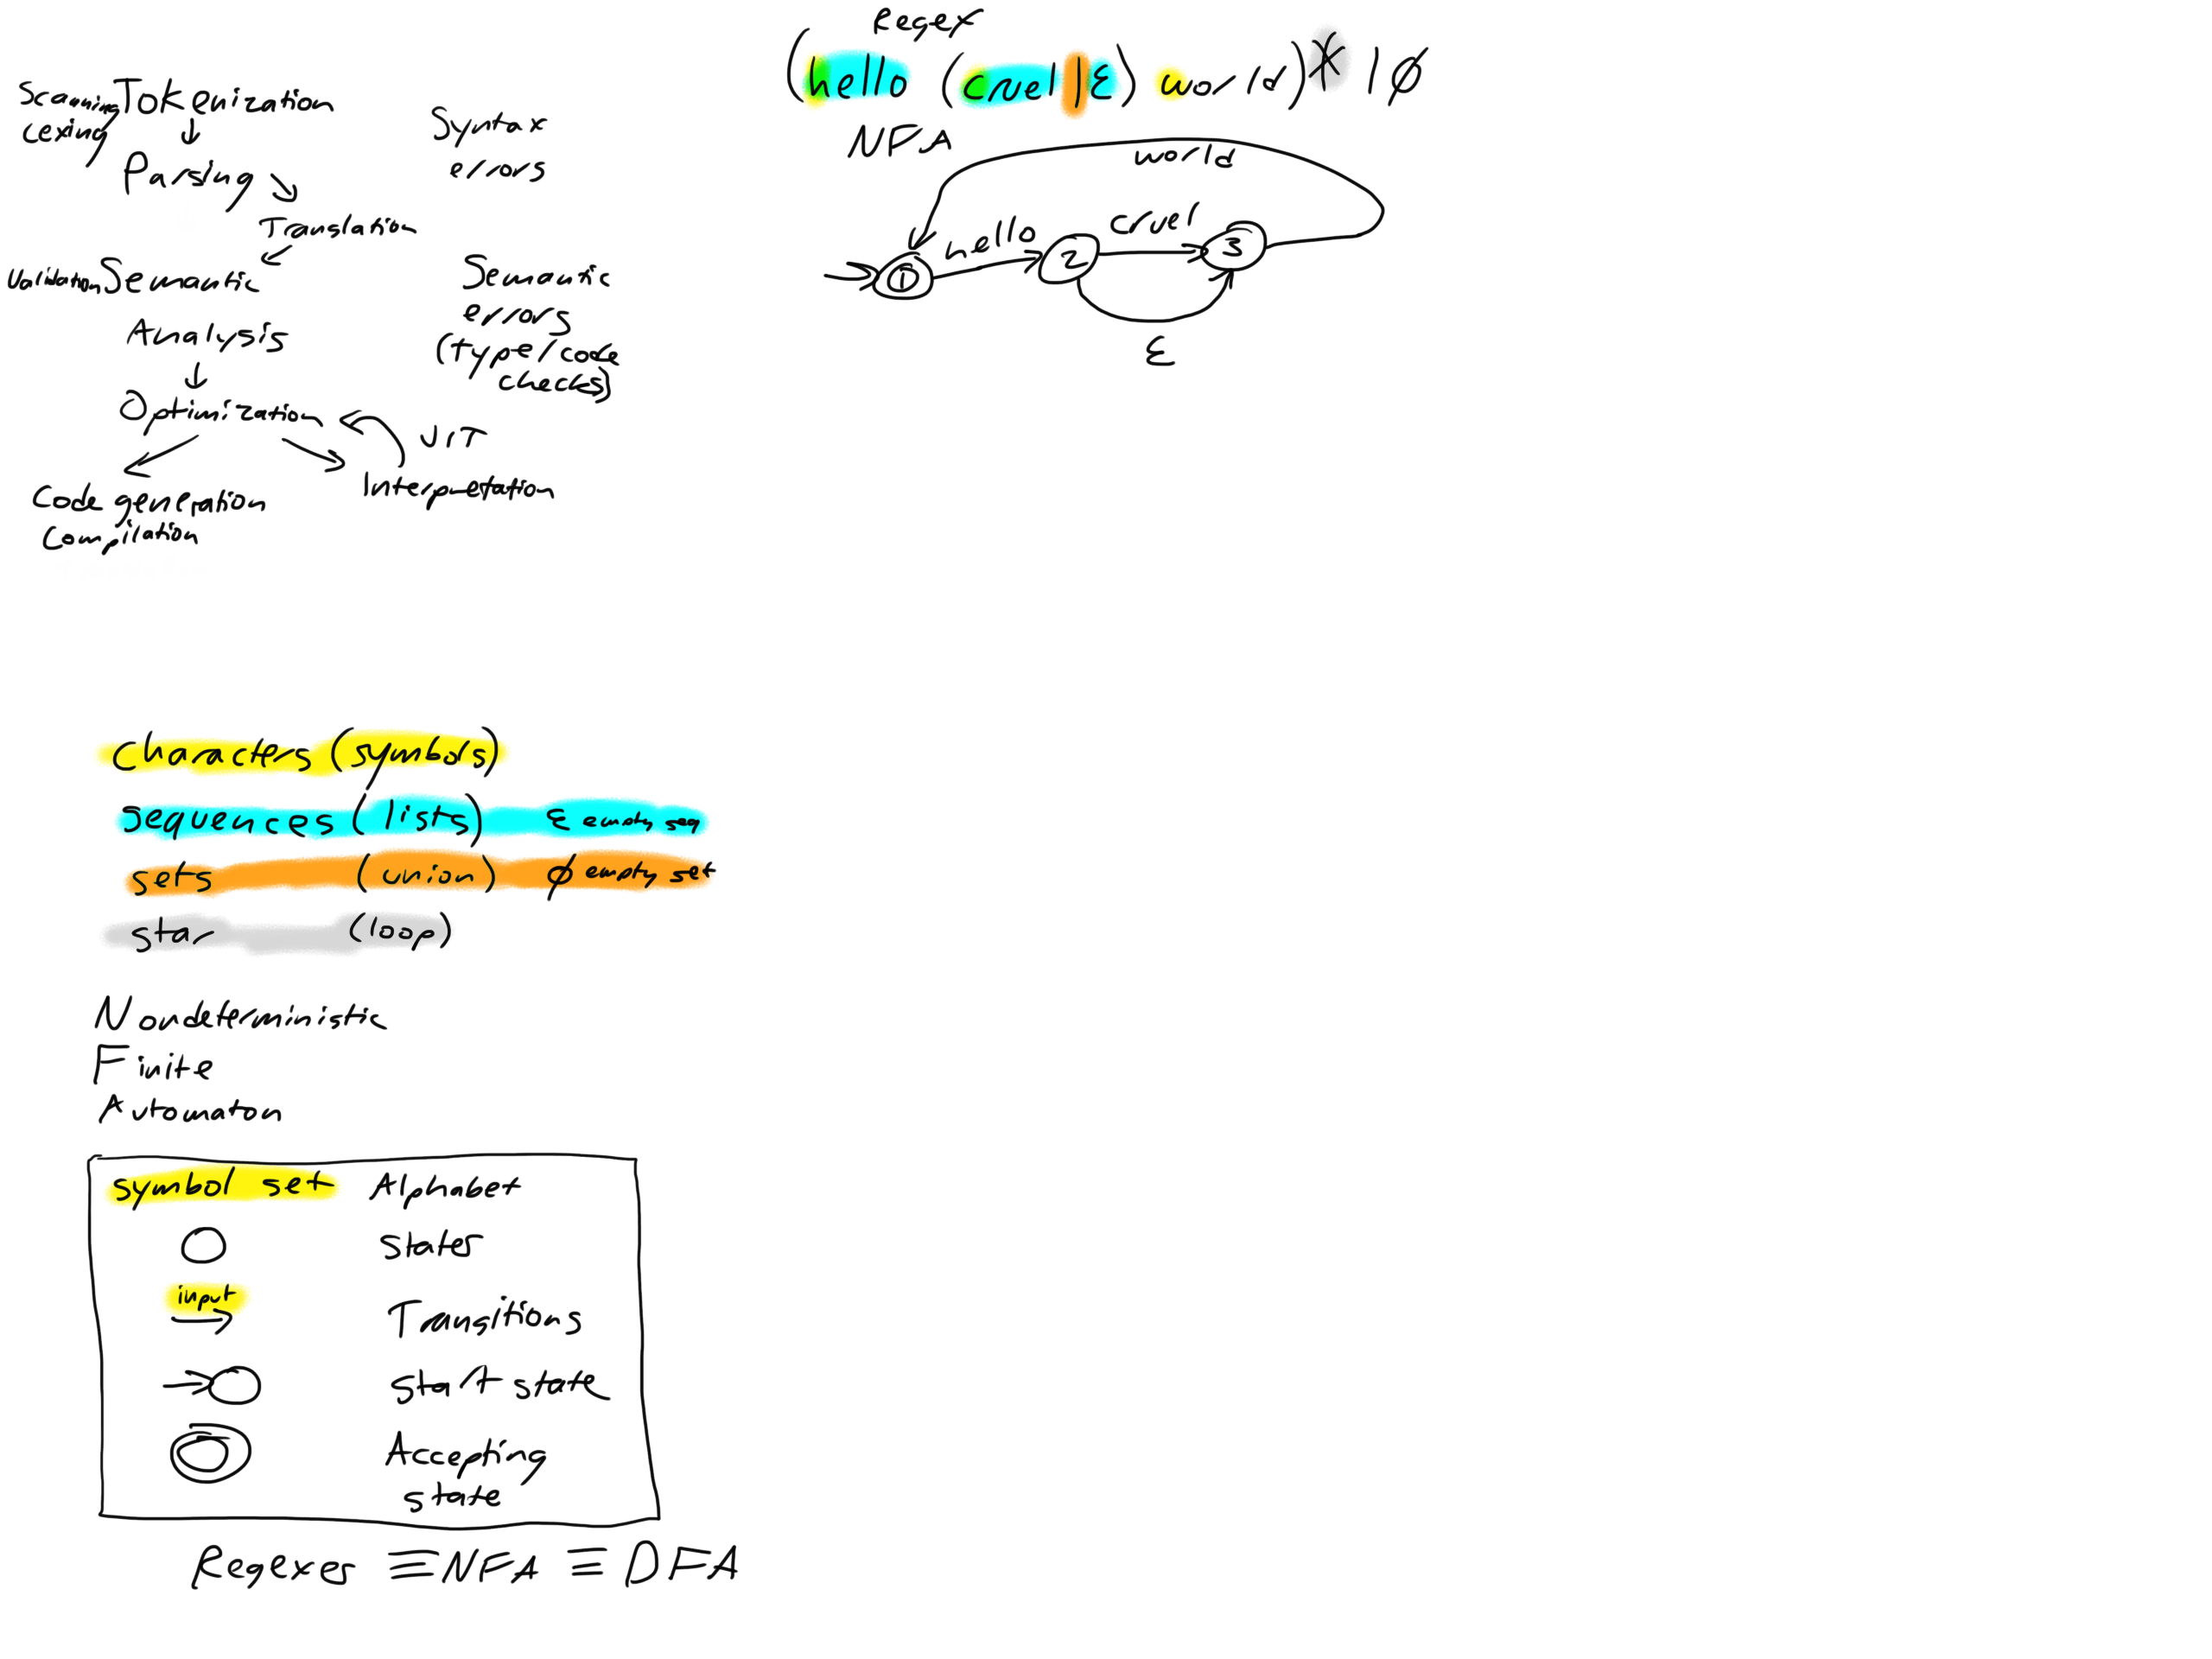 Scanning Tokenization
Lexing
Parsing
Translation
Validation Semantic
Analysis
Optimization
JIT
Code generation
Compilation
Interpretation
Syntax
errors
Semantic
errors
(type/code
checks)
Regex
(hello (cruel|ε) world)* | ∅
NFA
world
hello
cruel
1
2
3
ε
characters (symbols)
sequences (lists) ε empty seq
sets (union) ∅ empty set
star (loop)
Nondeterministic
Finite
Automaton
symbol set Alphabet
States
input
Transitions
Start state
Accepting
state
Regexes ≡ NFA ≡ DFA